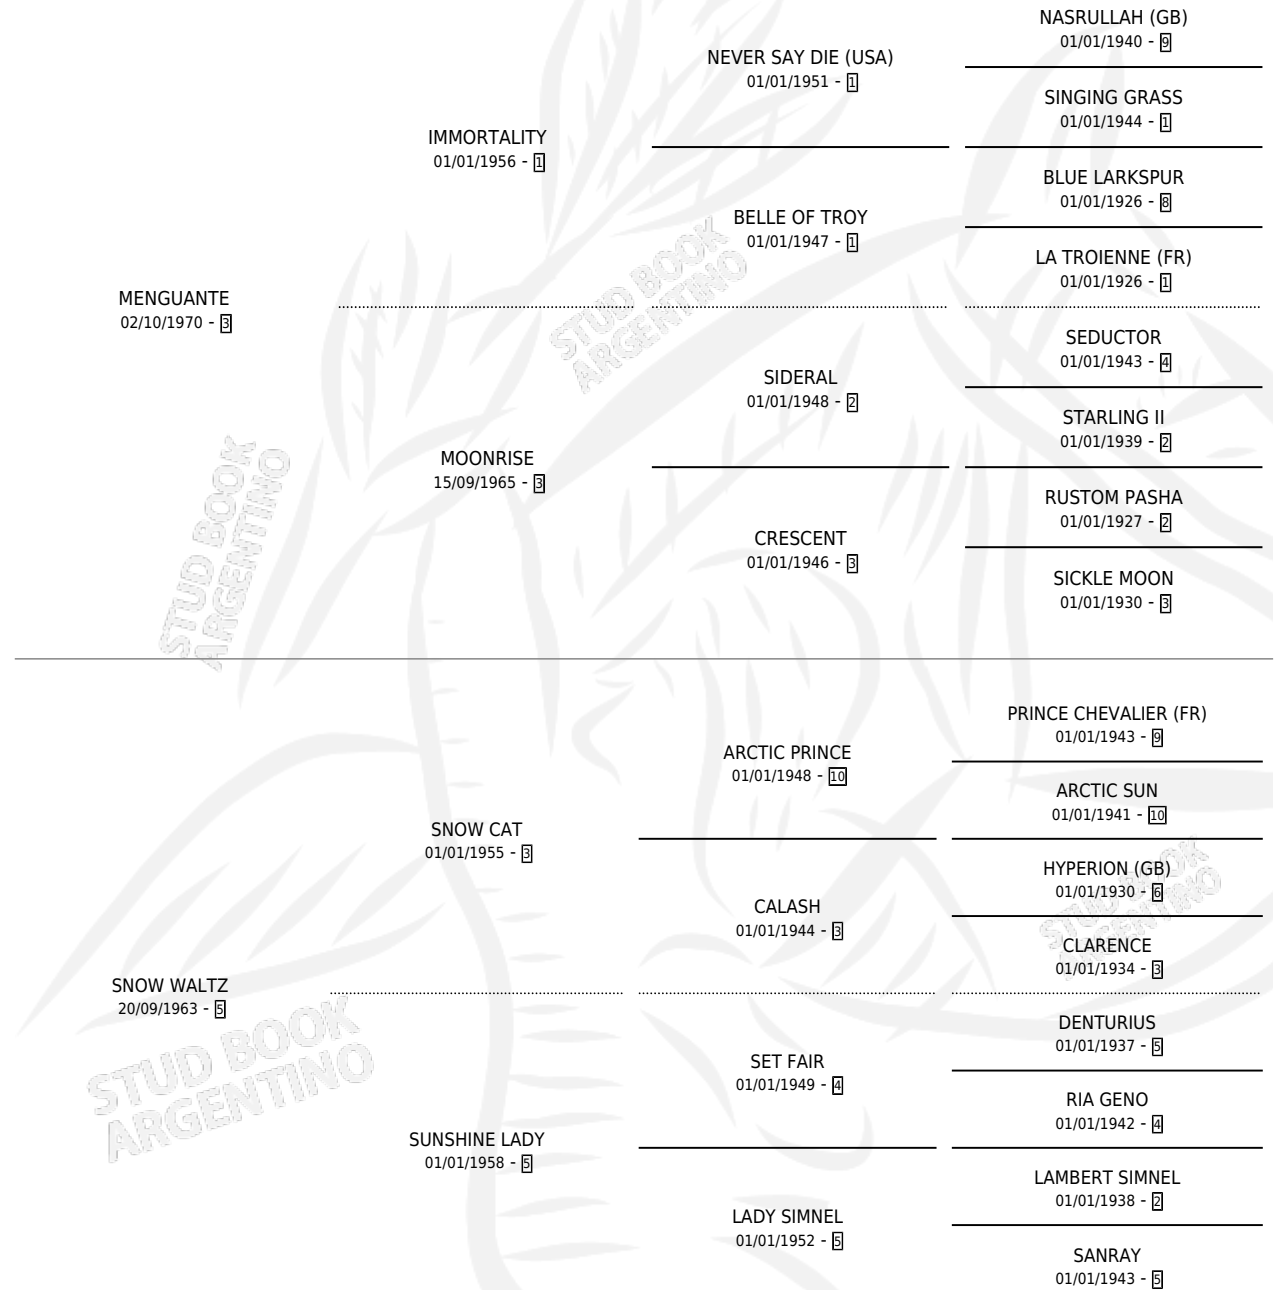 NASRULLAH (GB)
01/01/1940 - 9
NEVER SAY DIE (USA)
01/01/1951 - 1
SINGING GRASS
01/01/1944 - 1
IMMORTALITY
01/01/1956 - 1
BLUE LARKSPUR
01/01/1926 - 8
BELLE OF TROY
01/01/1947 - 1
LA TROIENNE (FR)
01/01/1926 - 1
MENGUANTE
02/10/1970 - 3
STUD BOOK
ARGENTINO
SEDUCTOR
01/01/1943 - 4
SIDERAL
01/01/1948 - 2
STARLING II
01/01/1939 - 2
MOONRISE
15/09/1965 - 3
RUSTOM PASHA
01/01/1927 - 2
CRESCENT
01/01/1946 - 3
SICKLE MOON
01/01/1930 - 3
STUD BOOK
ARGENTINO
PRINCE CHEVALIER (FR)
01/01/1943 - 9
ARCTIC PRINCE
01/01/1948 - 10
ARCTIC SUN
01/01/1941 - 10
SNOW CAT
01/01/1955 - 3
HYPERION (GB)
01/01/1930 - 6
CALASH
01/01/1944 - 3
CLARENCE
01/01/1934 - 3
STUD BOOK
ARGENTINO
SNOW WALTZ
20/09/1963 - 5
DENTURIUS
01/01/1937 - 5
SET FAIR
01/01/1949 - 4
RIA GENO
01/01/1942 - 4
STUD BOOK
ARGENTINO
SUNSHINE LADY
01/01/1958 - 5
LAMBERT SIMNEL
01/01/1938 - 2
LADY SIMNEL
01/01/1952 - 5
SANRAY
01/01/1943 - 5